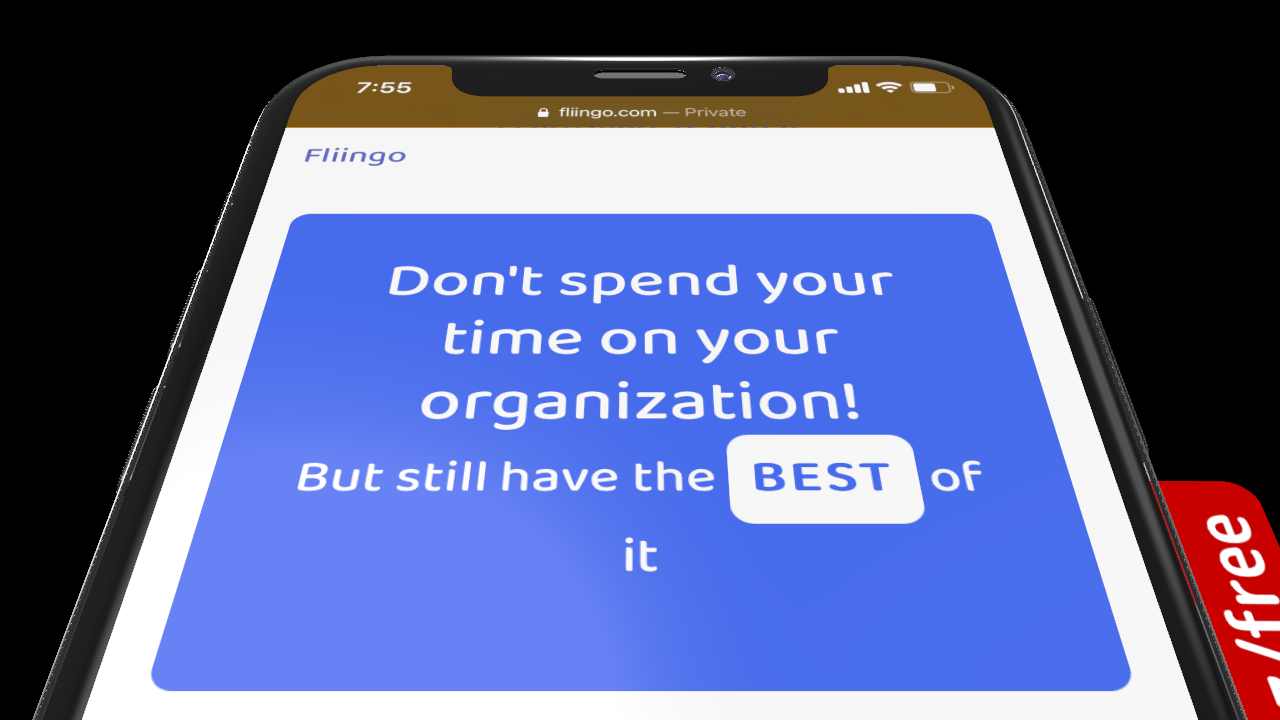 7:55
fliingo.com — Private
Fliingo
Don't spend your
time on your
organization!
But still have the BEST of
it
/free